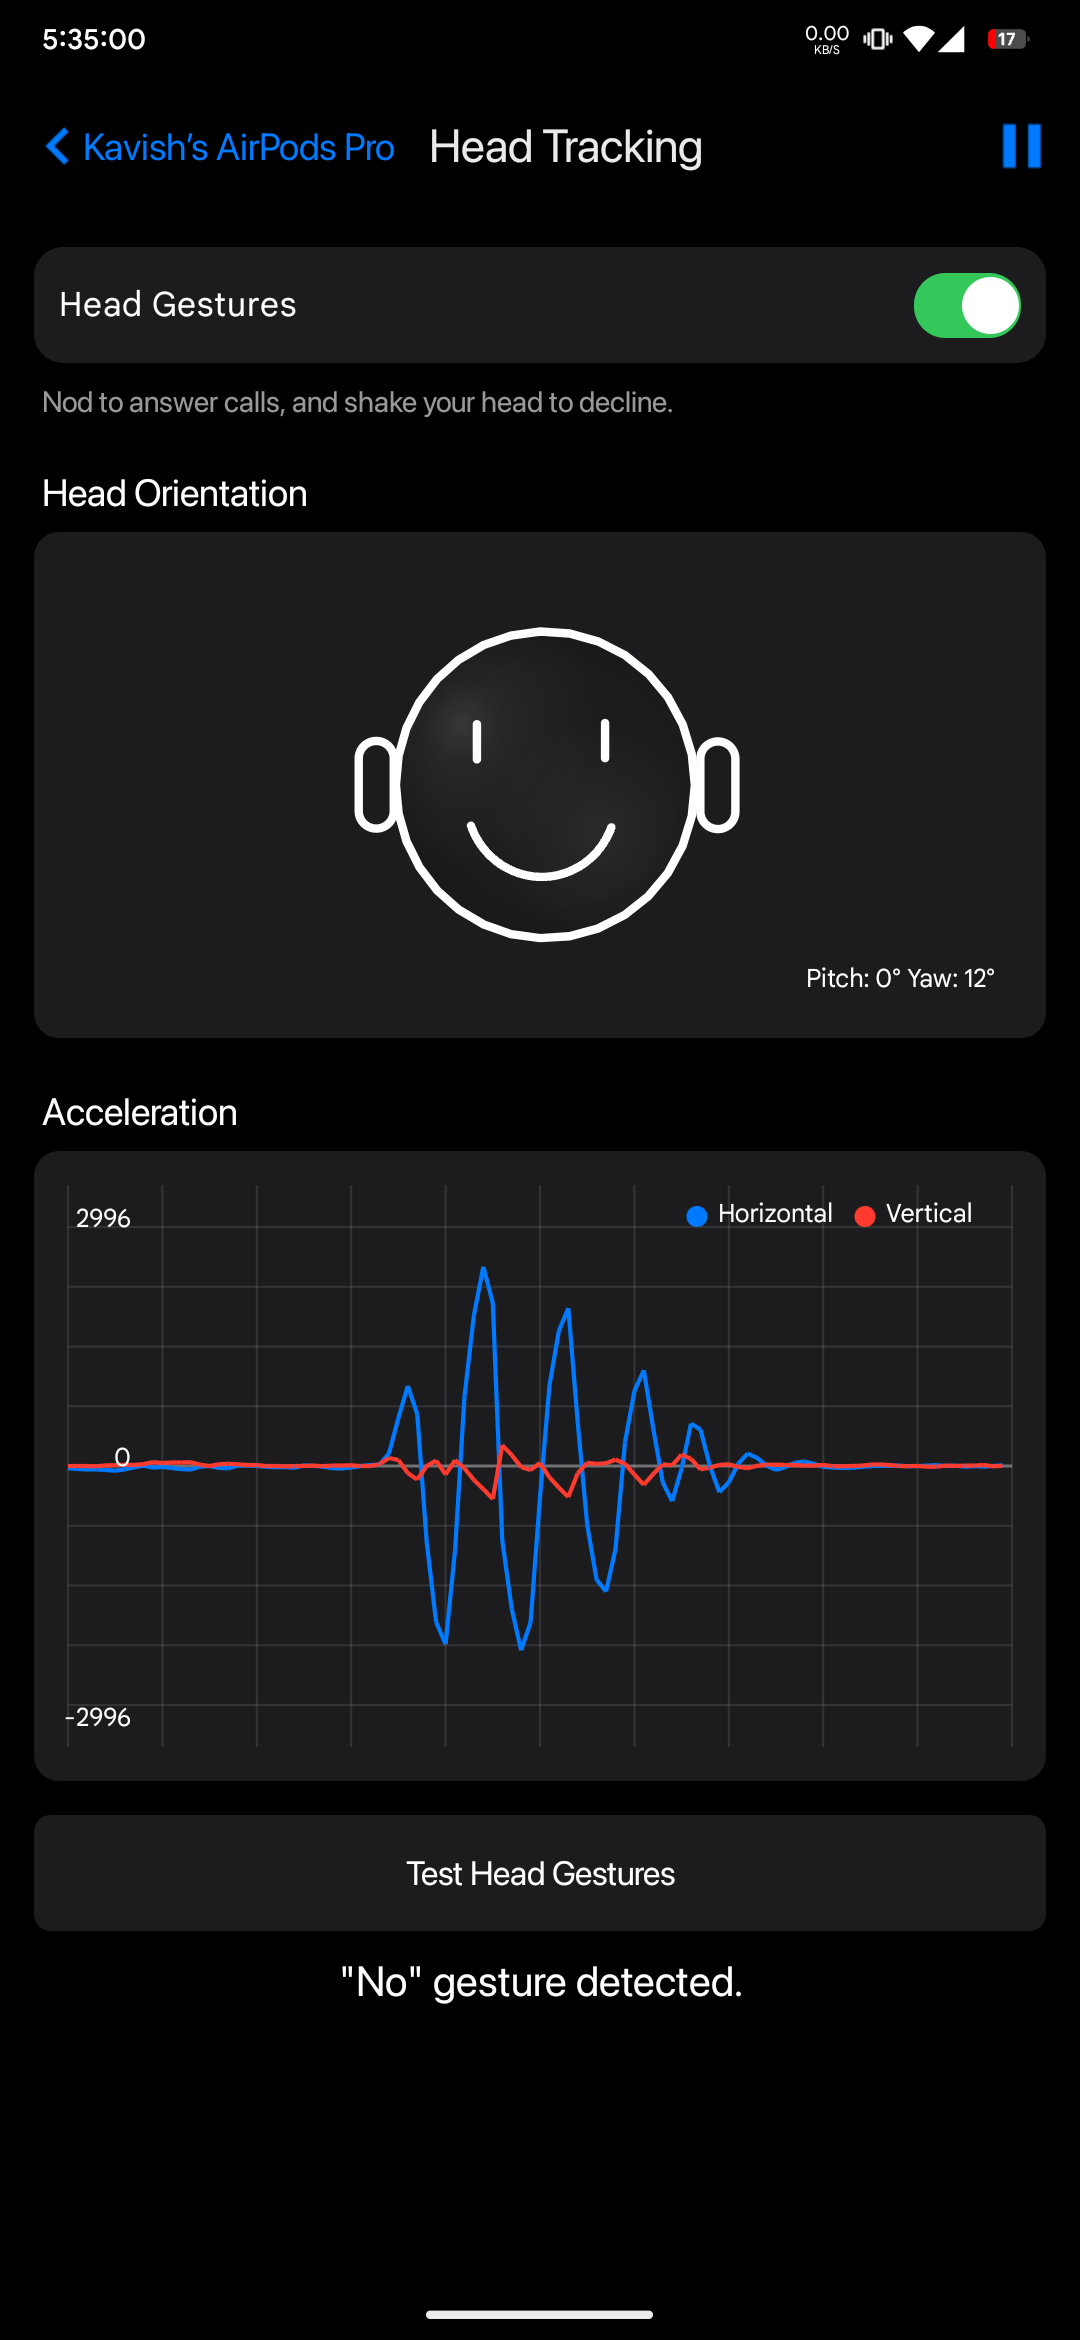 5:35:00
0.00
KB/S
17
Kavish’s AirPods Pro Head Tracking
Head Gestures
Nod to answer calls, and shake your head to decline.
Head Orientation
Pitch: 0° Yaw: 12°
Acceleration
2996
Horizontal Vertical
0
-2996
Test Head Gestures
"No" gesture detected.